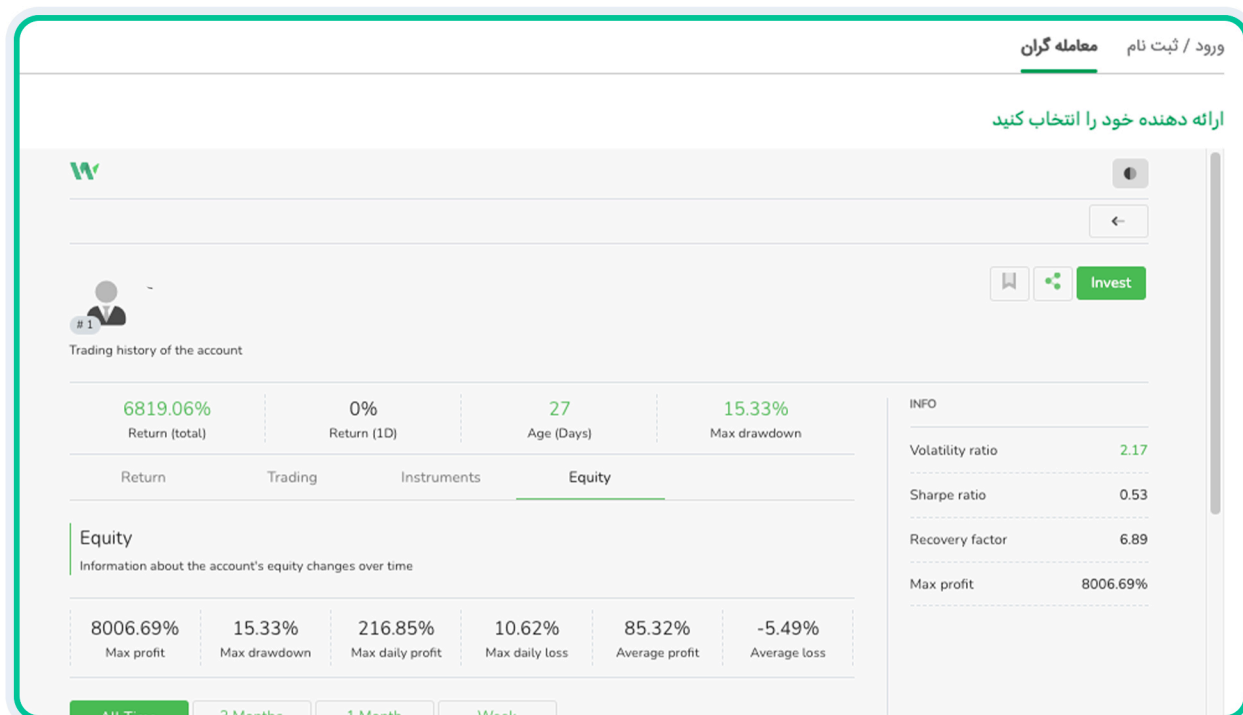 ورود / ثبت نام معامله گران
ارائه دهنده خود را انتخاب کنید
Invest
# 1
Trading history of the account
6819.06% 0% 27 15.33%
Return (total) Return (1D) Age (Days) Max drawdown
Return Trading Instruments Equity
Equity
Information about the account's equity changes over time
8006.69% 15.33% 216.85% 10.62% 85.32% -5.49%
Max profit Max drawdown Max daily profit Max daily loss Average profit Average loss
INFO
Volatility ratio 2.17
Sharpe ratio 0.53
Recovery factor 6.89
Max profit 8006.69%